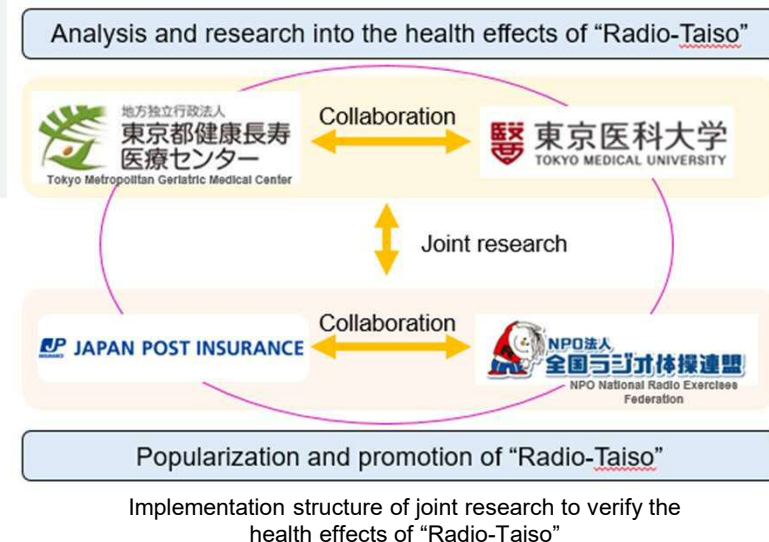 Analysis and research into the health effects of “Radio-Taiso”
地方独立行政法人
東京都健康長寿
医療センター
Tokyo Metropolitan Geriatric Medical Center
Collaboration
醫 東京医科大学
TOKYO MEDICAL UNIVERSITY
Joint research
JP INSURANCE JAPAN POST INSURANCE
Collaboration
NPO法人
全国ラジオ体操連盟
NPO National Radio Exercises
Federation
Popularization and promotion of “Radio-Taiso”
Implementation structure of joint research to verify the
health effects of “Radio-Taiso”